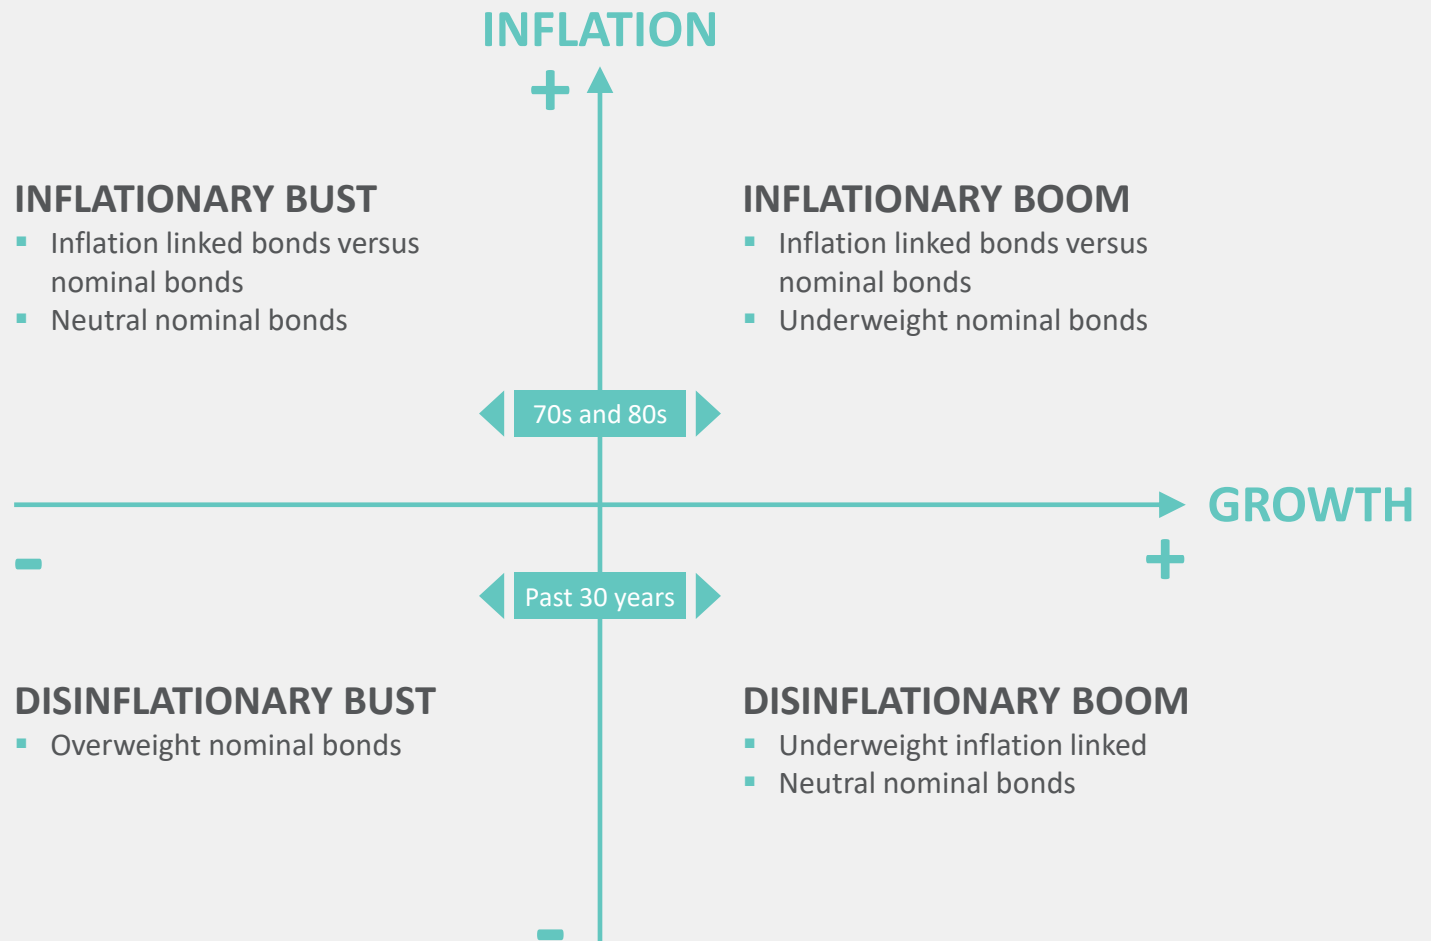 INFLATION
+
INFLATIONARY BUST
▪ Inflation linked bonds versus
nominal bonds
▪ Neutral nominal bonds
INFLATIONARY BOOM
▪ Inflation linked bonds versus
nominal bonds
▪ Underweight nominal bonds
70s and 80s
GROWTH
-
+
Past 30 years
DISINFLATIONARY BUST
▪ Overweight nominal bonds
DISINFLATIONARY BOOM
▪ Underweight inflation linked
▪ Neutral nominal bonds
-